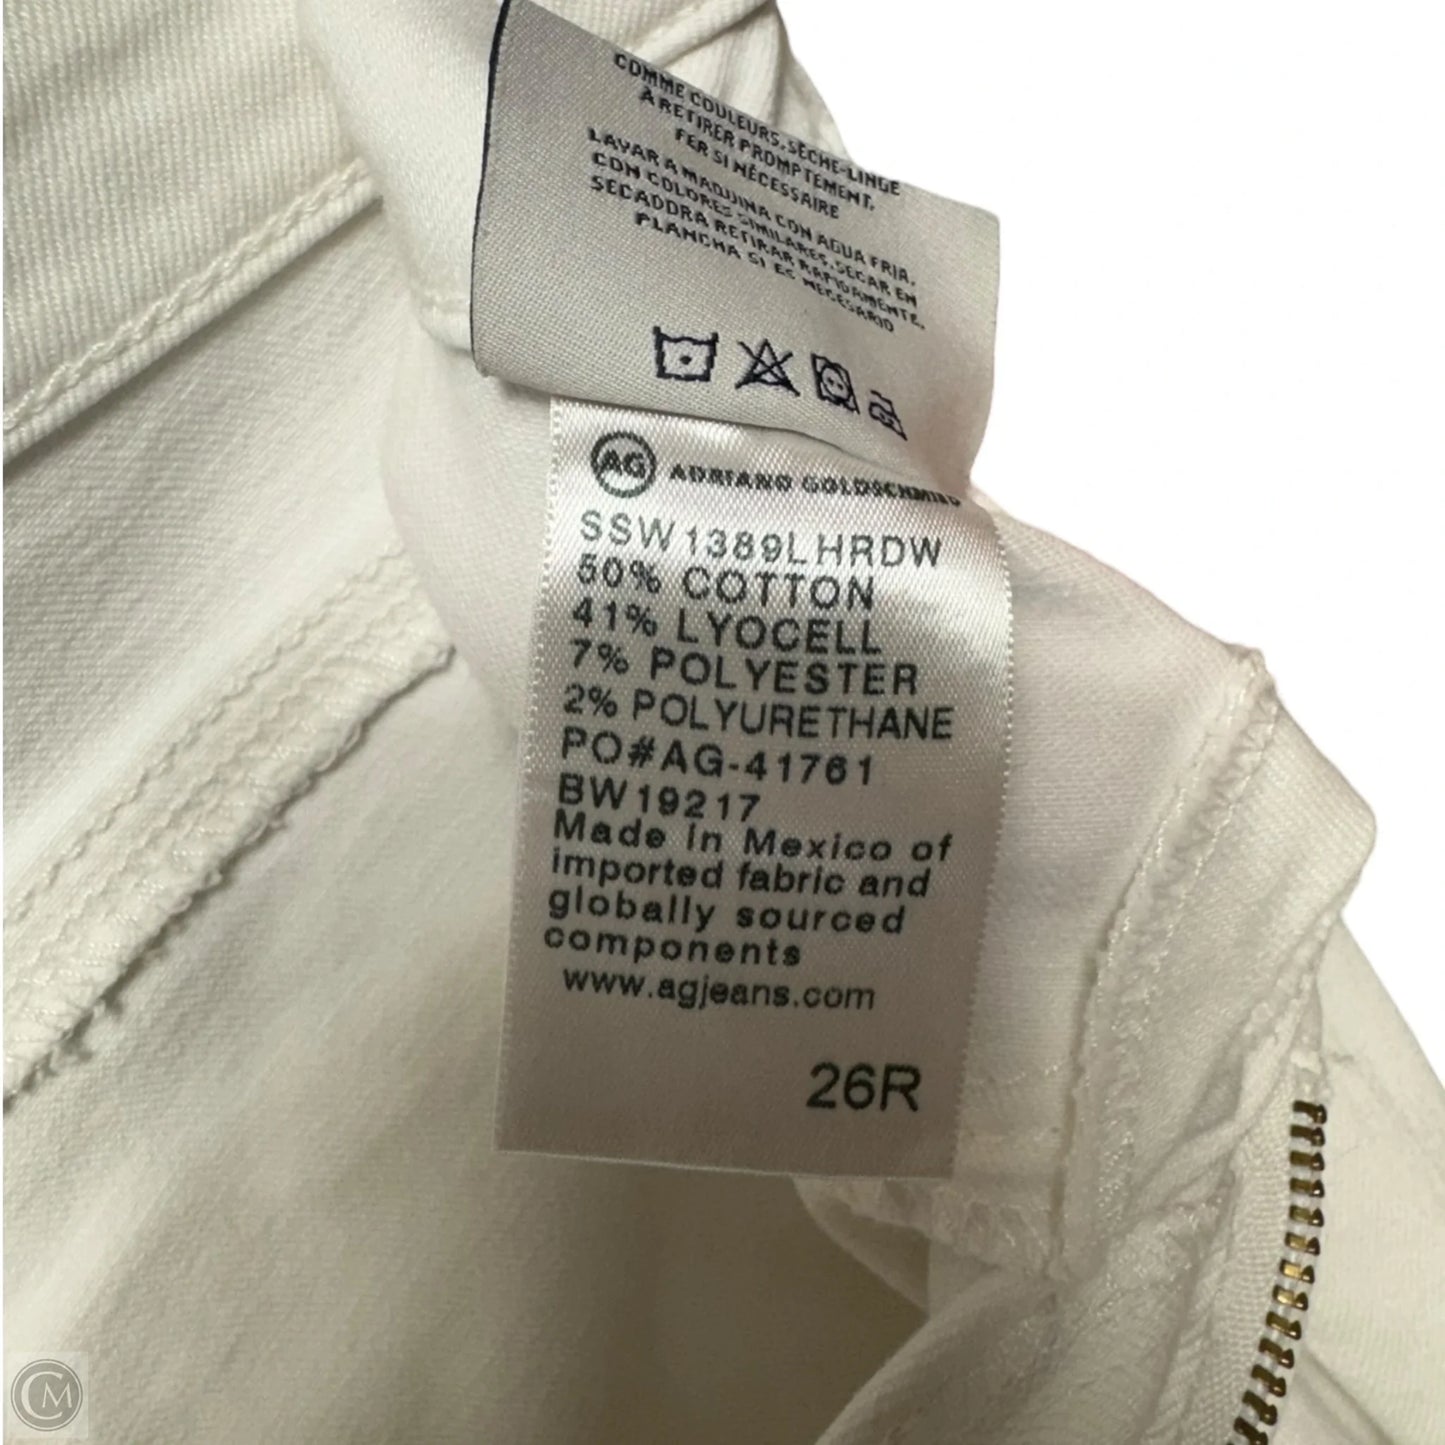 COMME COULEURS. SÈCHE-LINGE
À RETIRER PROMPTEMENT.
FER SI NÉCESSAIRE
LAVAR A MAQUINA CON AGUA FRIA.
CON COLORES SIMILARES. SECAR EN
SECADORA RETIRAR RAPIDAMENTE.
PLANCHA SI ES NECESARIO
AG ADRIANO GOLDSCHMIED
SSW1389LHRDW
50% COTTON
41% LYOCELL
7% POLYESTER
2% POLYURETHANE
PO#AG-41761
BW19217
Made in Mexico of
imported fabric and
globally sourced
components
www.agjeans.com
26R
CM